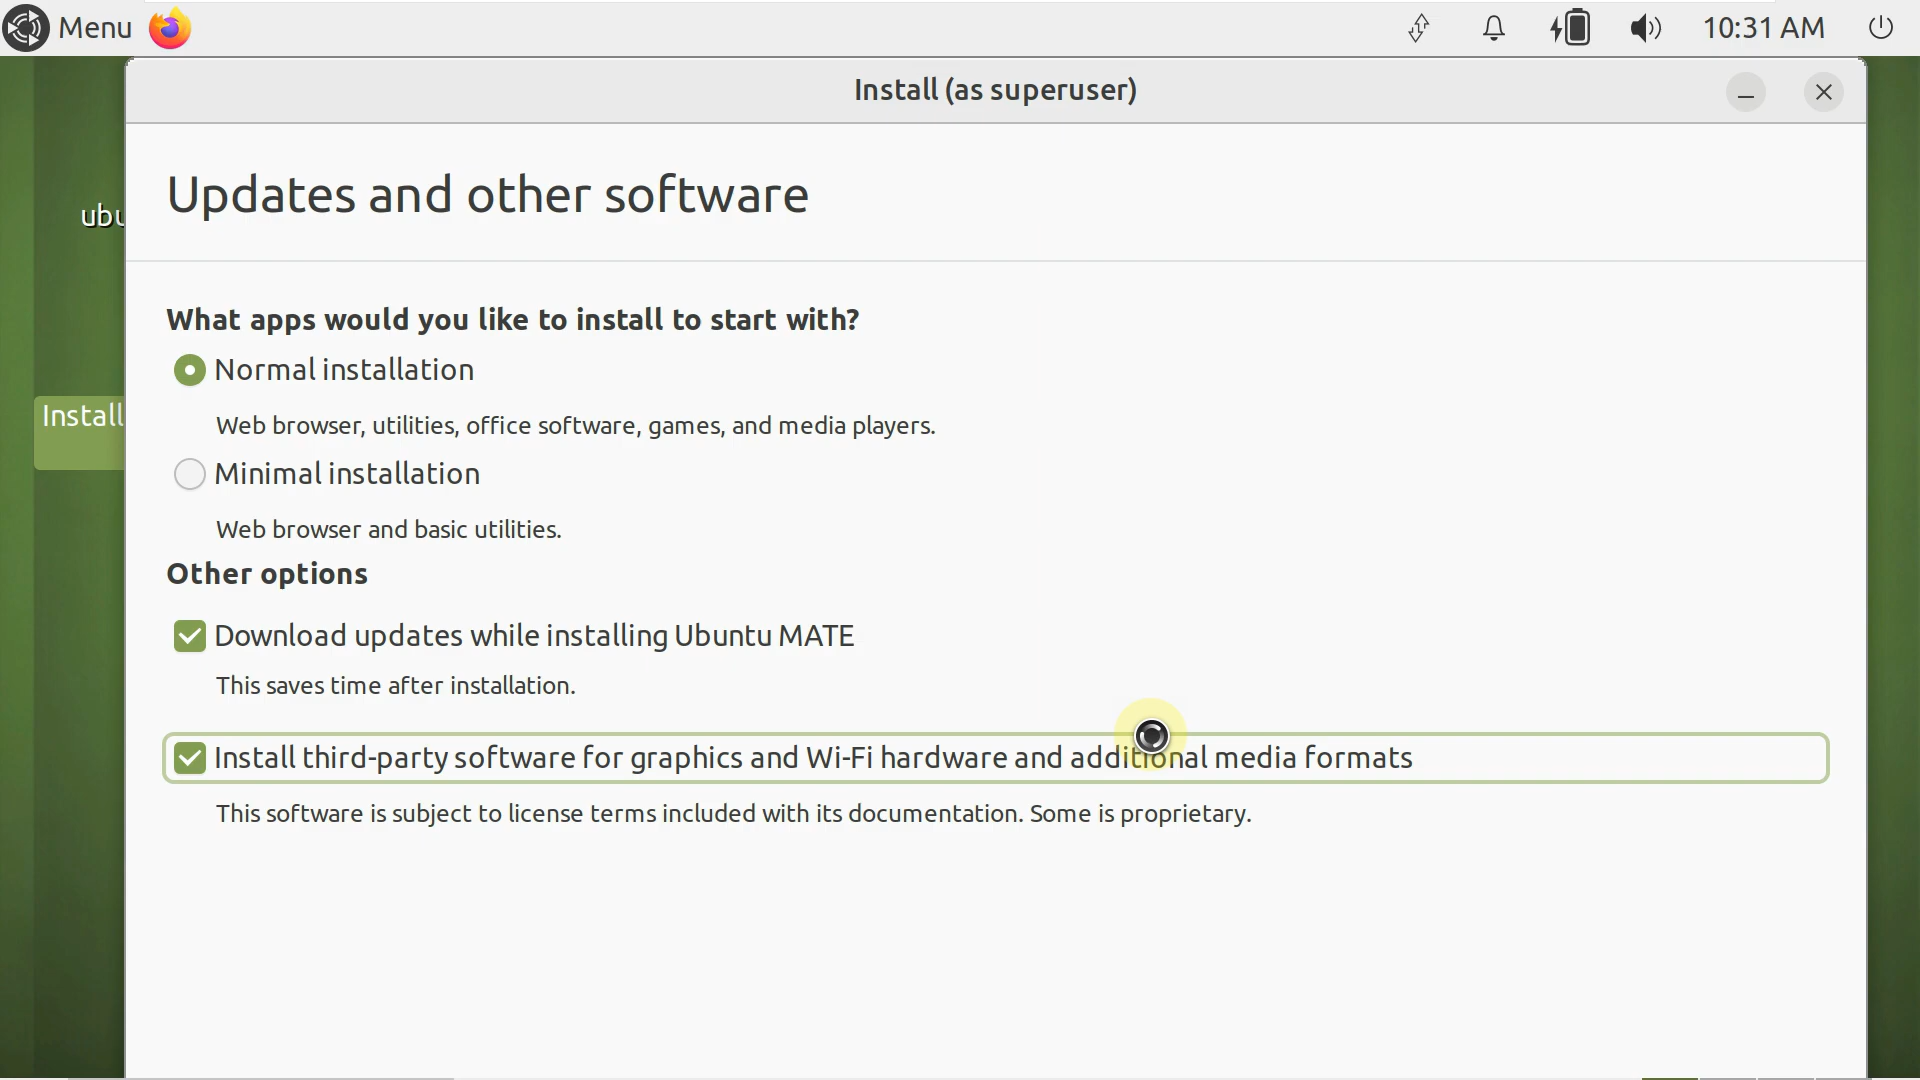 Menu
10:31 AM
Install (as superuser)
Updates and other software
ubu
What apps would you like to install to start with?
Normal installation
Install
Web browser, utilities, office software, games, and media players.
Minimal installation
Web browser and basic utilities.
Other options
Download updates while installing Ubuntu MATE
This saves time after installation.
Install third-party software for graphics and Wi-Fi hardware and additional media formats
This software is subject to license terms included with its documentation. Some is proprietary.